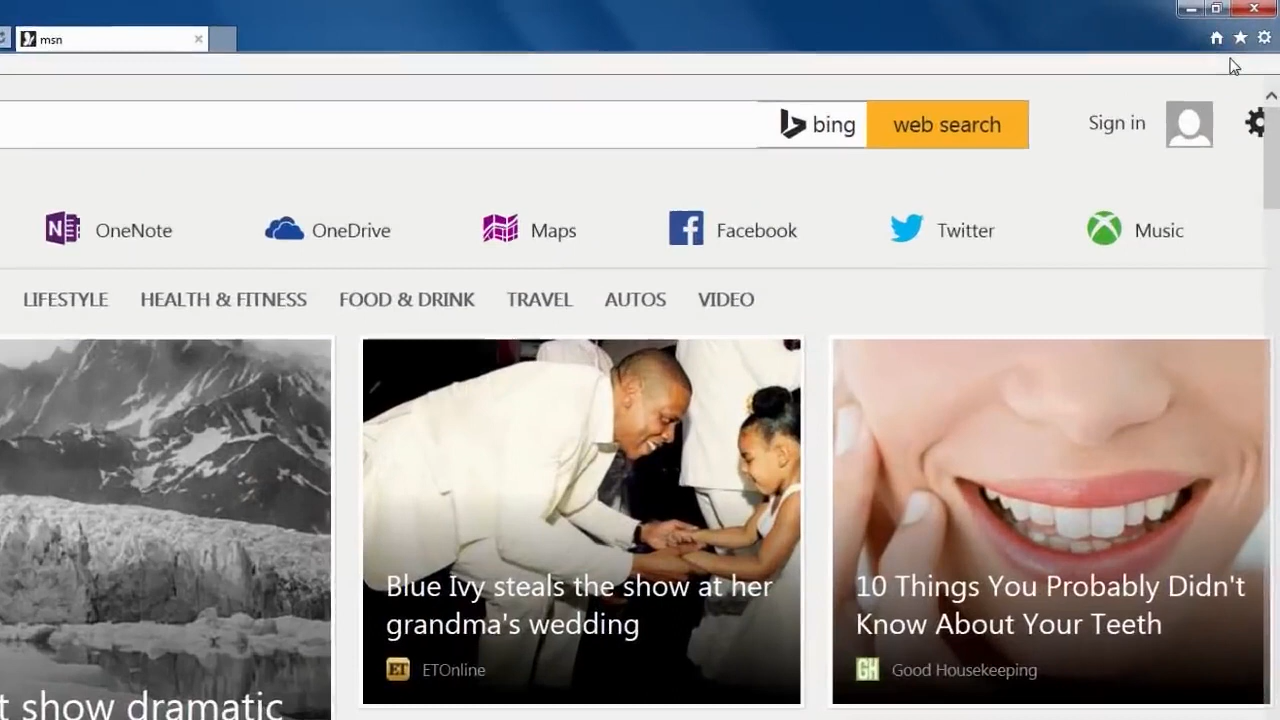 msn
bing web search Sign in
OneNote OneDrive Maps Facebook Twitter Music
LIFESTYLE HEALTH & FITNESS FOOD & DRINK TRAVEL AUTOS VIDEO
Blue Ivy steals the show at her
grandma's wedding
ET ETOnline
10 Things You Probably Didn't
Know About Your Teeth
GH Good Housekeeping
t show dramatic